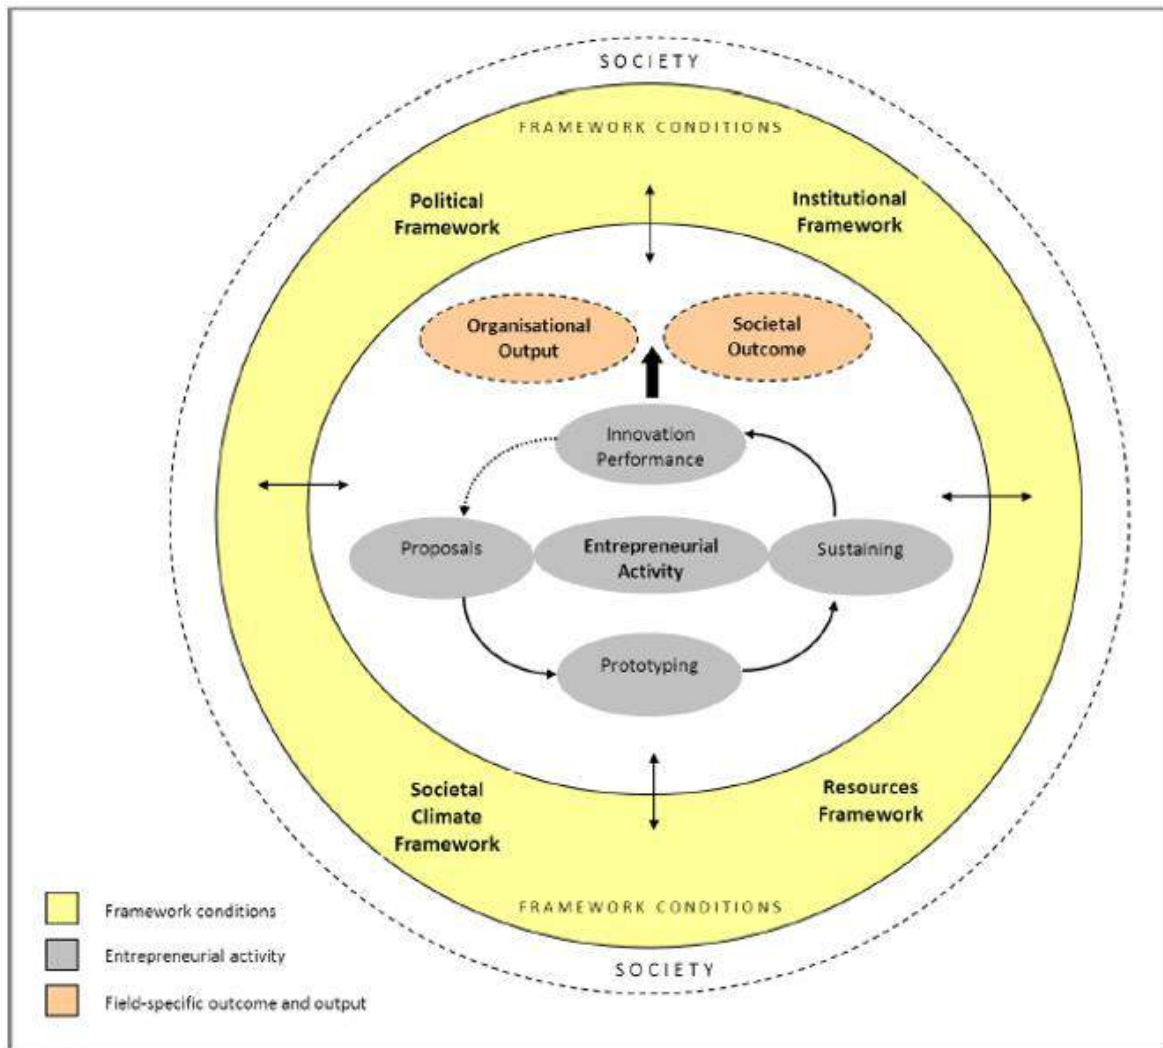 SOCIETY
FRAMEWORK CONDITIONS
Political
Framework
Institutional
Framework
Organisational
Output
Societal
Outcome
Innovation
Performance
Proposals
Entrepreneurial
Activity
Sustaining
Prototyping
Societal
Climate
Framework
Resources
Framework
FRAMEWORK CONDITIONS
SOCIETY
Framework conditions
Entrepreneurial activity
Field-specific outcome and output